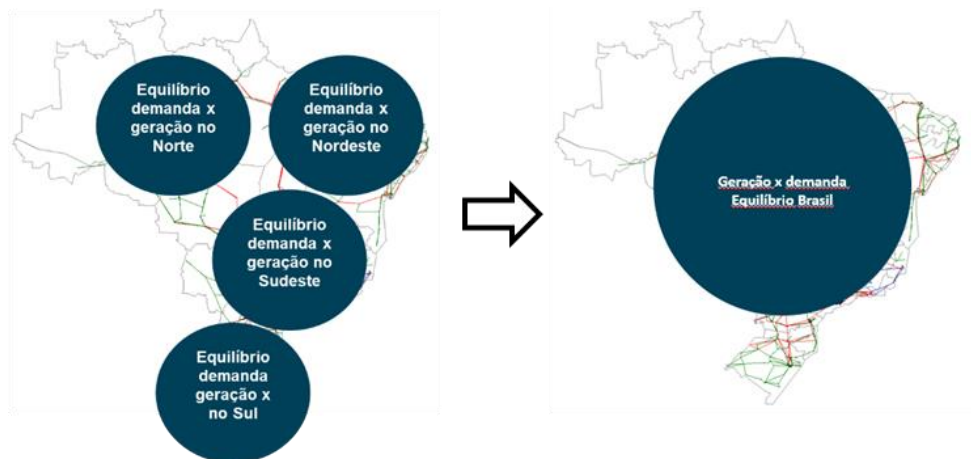 Equilíbrio
demanda x
geração no
Norte
Equilíbrio
demanda x
geração no
Nordeste
Equilíbrio
demanda x
geração no
Sudeste
Equilíbrio
demanda
geração x
no Sul
Geração x demanda
Equilíbrio Brasil